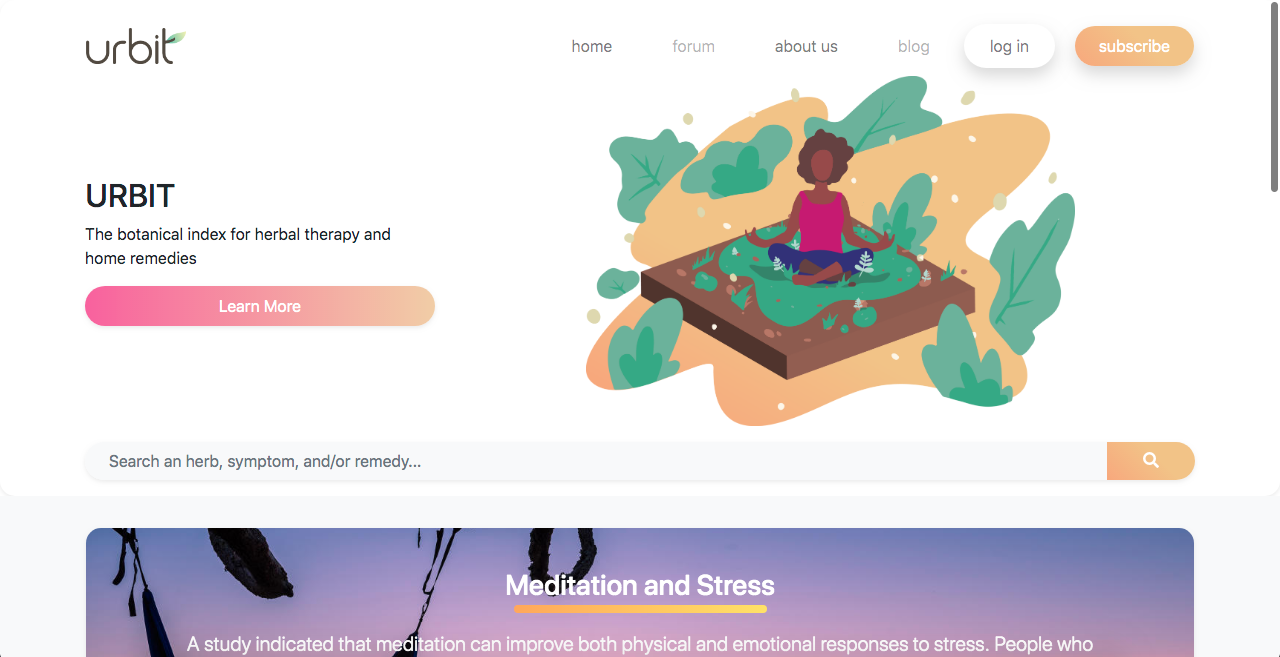 urbit
home
forum
about us
blog
log in
subscribe
URBIT
The botanical index for herbal therapy and
home remedies
Learn More
Search an herb, symptom, and/or remedy...
Meditation and Stress
A study indicated that meditation can improve both physical and emotional responses to stress. People who